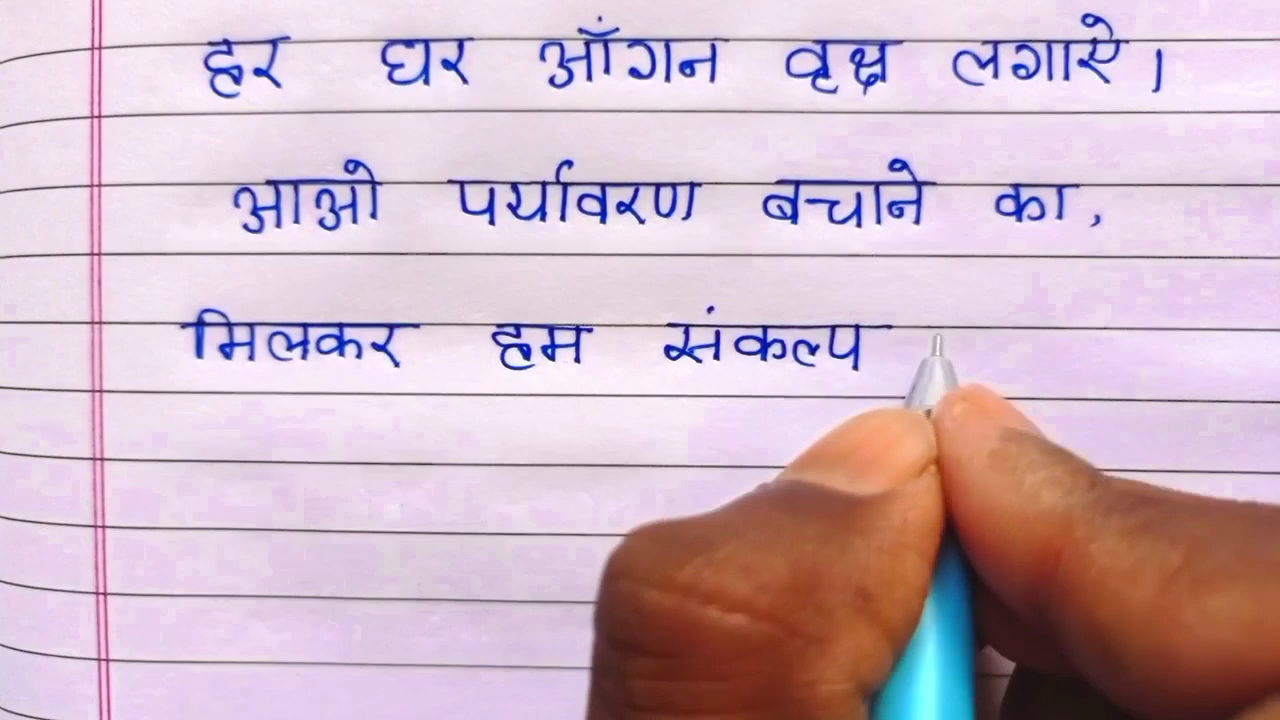 हर घर आँगन वृक्ष लगाऐ।
आओ पर्यावरण बचाने का,
मिलकर हम संकल्प